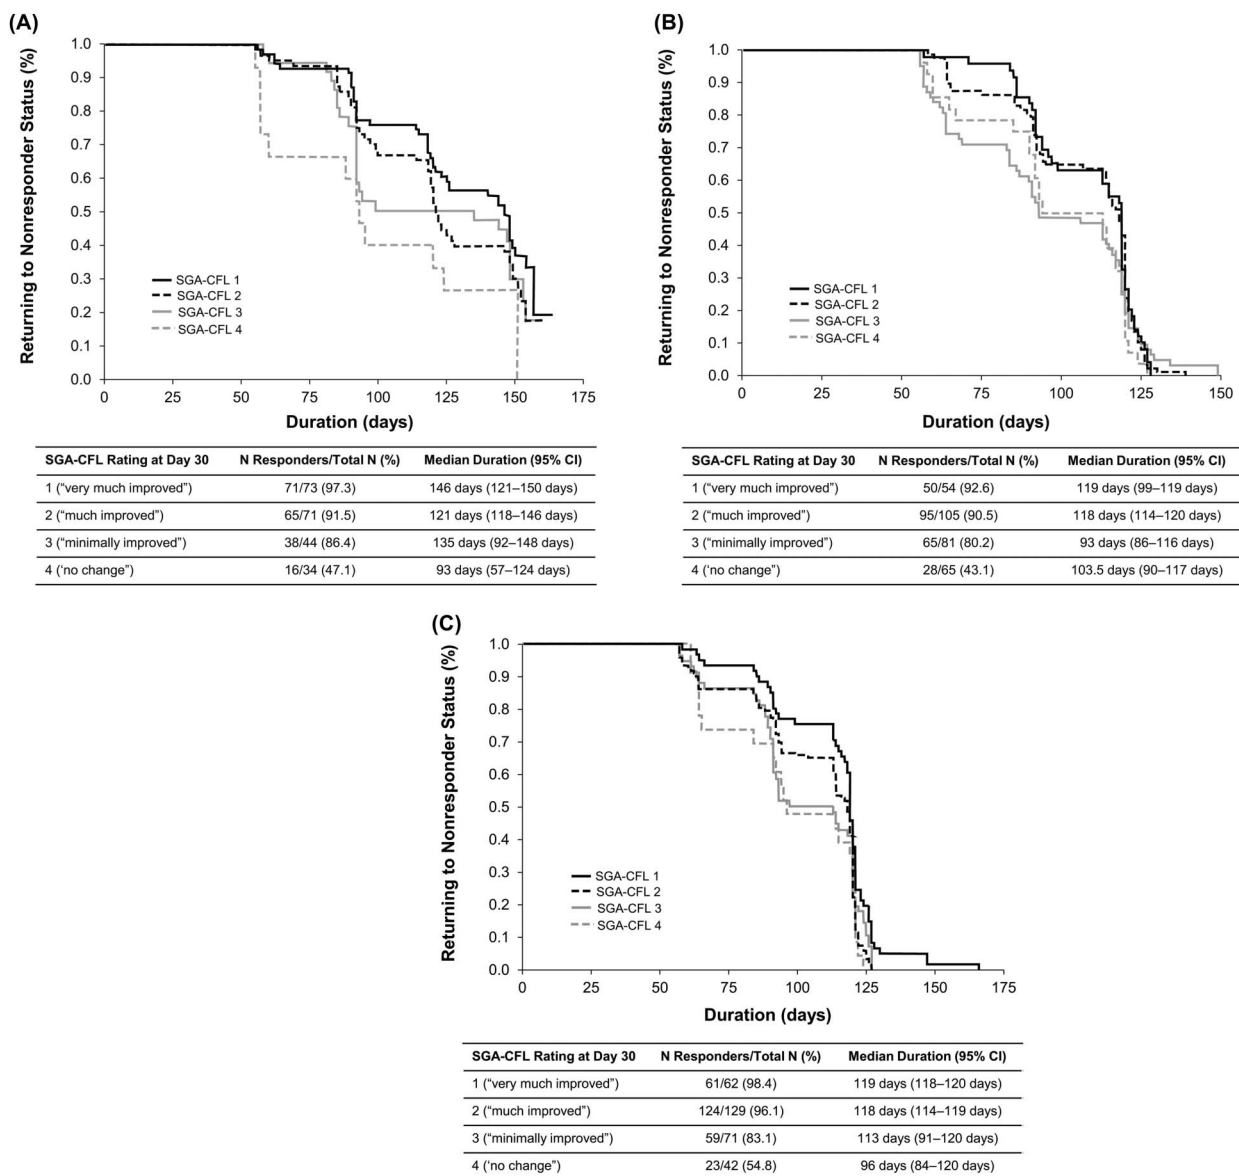 (A)
Returning to Nonresponder Status (%)
1.0
0.9
0.8
0.7
0.6
0.5
0.4
0.3
0.2
0.1
0.0
SGA-CFL 1
SGA-CFL 2
SGA-CFL 3
SGA-CFL 4
0 25 50 75 100 125 150 175
Duration (days)
SGA-CFL Rating at Day 30 N Responders/Total N (%) Median Duration (95% CI)
1 ("very much improved") 71/73 (97.3) 146 days (121–150 days)
2 ("much improved") 65/71 (91.5) 121 days (118–146 days)
3 ("minimally improved") 38/44 (86.4) 135 days (92–148 days)
4 ('no change") 16/34 (47.1) 93 days (57–124 days)
(B)
Returning to Nonresponder Status (%)
1.0
0.9
0.8
0.7
0.6
0.5
0.4
0.3
0.2
0.1
0.0
SGA-CFL 1
SGA-CFL 2
SGA-CFL 3
SGA-CFL 4
0 25 50 75 100 125 150
Duration (days)
SGA-CFL Rating at Day 30 N Responders/Total N (%) Median Duration (95% CI)
1 ("very much improved") 50/54 (92.6) 119 days (99–119 days)
2 ("much improved") 95/105 (90.5) 118 days (114–120 days)
3 ("minimally improved") 65/81 (80.2) 93 days (86–116 days)
4 ('no change") 28/65 (43.1) 103.5 days (90–117 days)
(C)
Returning to Nonresponder Status (%)
1.0
0.9
0.8
0.7
0.6
0.5
0.4
0.3
0.2
0.1
0.0
SGA-CFL 1
SGA-CFL 2
SGA-CFL 3
SGA-CFL 4
0 25 50 75 100 125 150 175
Duration (days)
SGA-CFL Rating at Day 30 N Responders/Total N (%) Median Duration (95% CI)
1 ("very much improved") 61/62 (98.4) 119 days (118–120 days)
2 ("much improved") 124/129 (96.1) 118 days (114–119 days)
3 ("minimally improved") 59/71 (83.1) 113 days (91–120 days)
4 ('no change") 23/42 (54.8) 96 days (84–120 days)